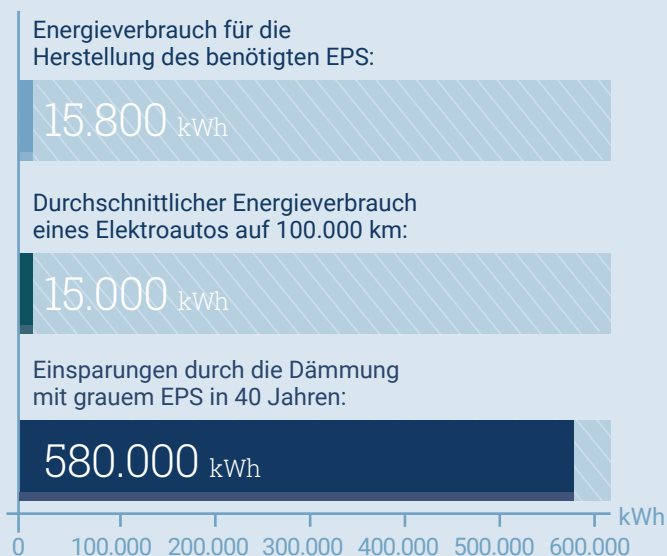 Energieverbrauch für die
Herstellung des benötigten EPS:
15.800 kWh
Durchschnittlicher Energieverbrauch
eines Elektroautos auf 100.000 km:
15.000 kWh
Einsparungen durch die Dämmung
mit grauem EPS in 40 Jahren:
580.000 kWh
kWh
0 100.000 200.000 300.000 400.000 500.000 600.000